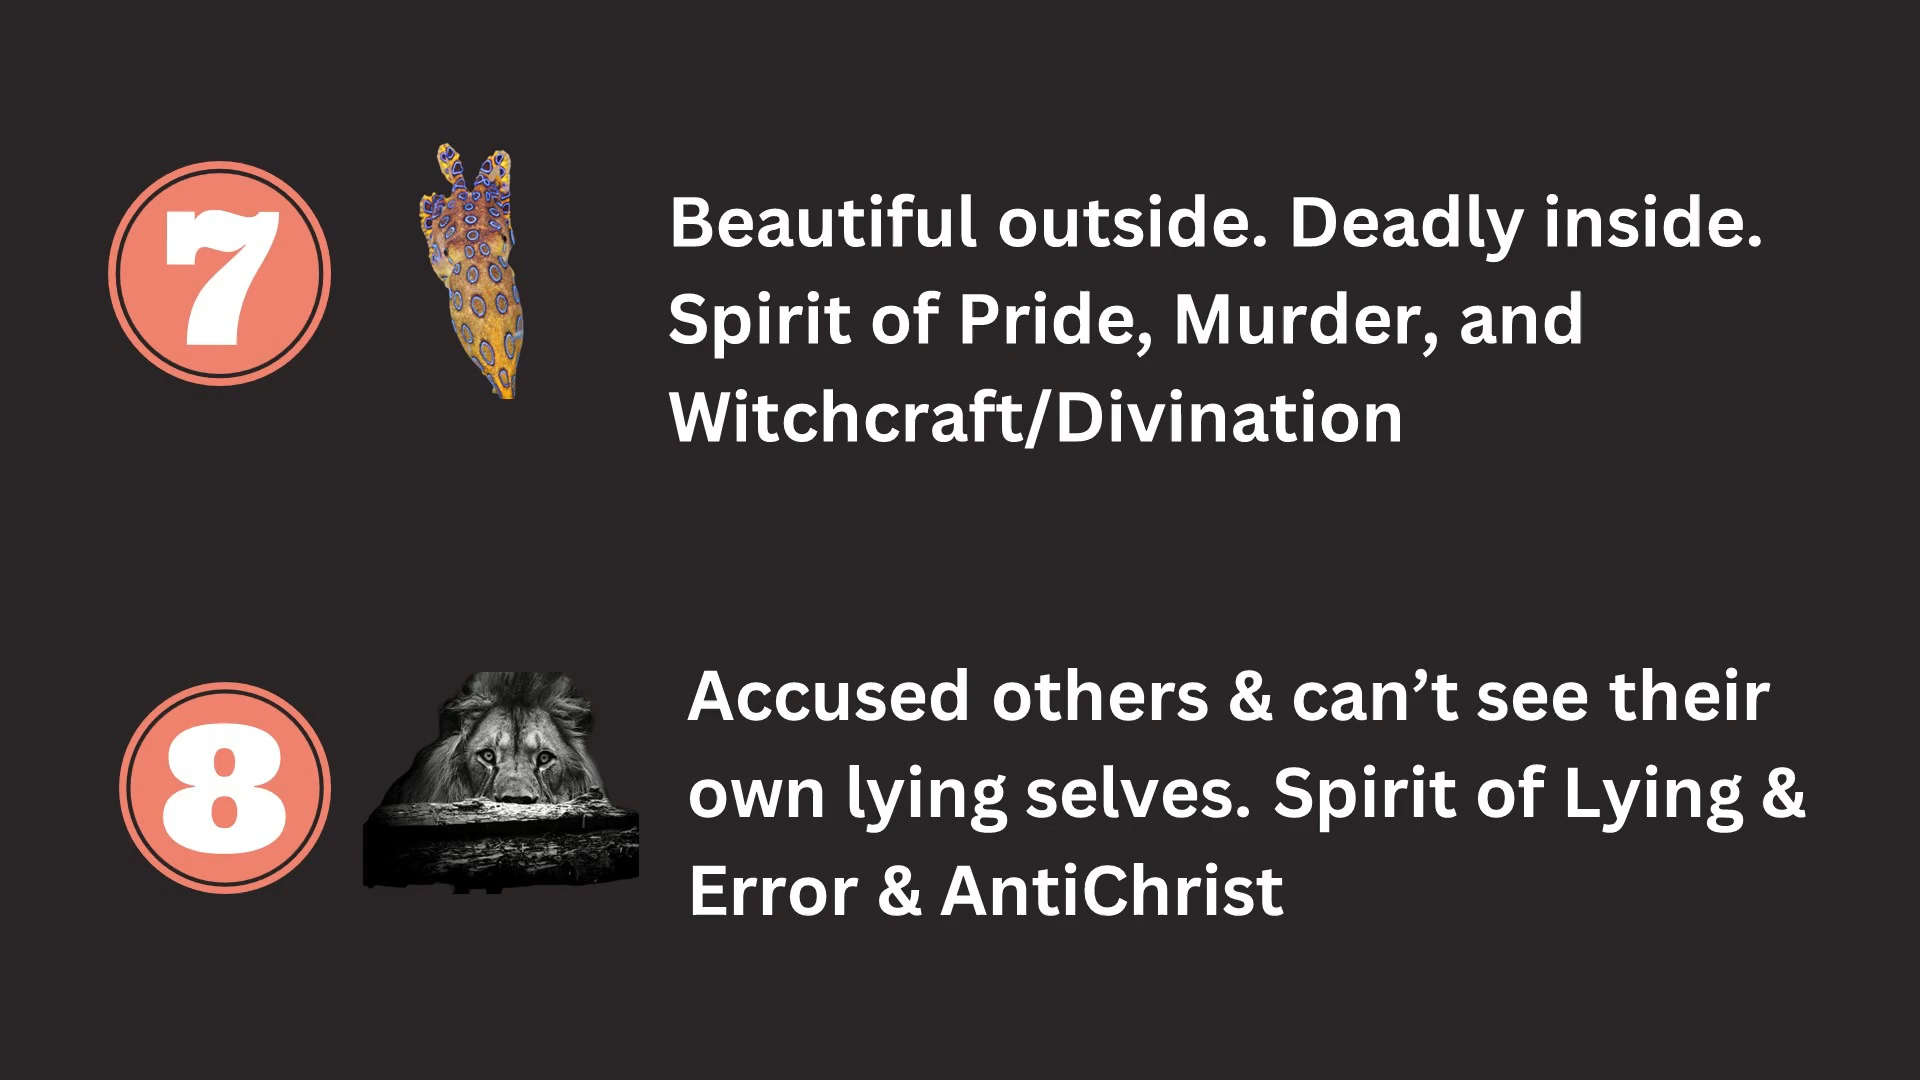 7
Beautiful outside. Deadly inside.
Spirit of Pride, Murder, and
Witchcraft/Divination
8
Accused others & can’t see their
own lying selves. Spirit of Lying &
Error & AntiChrist